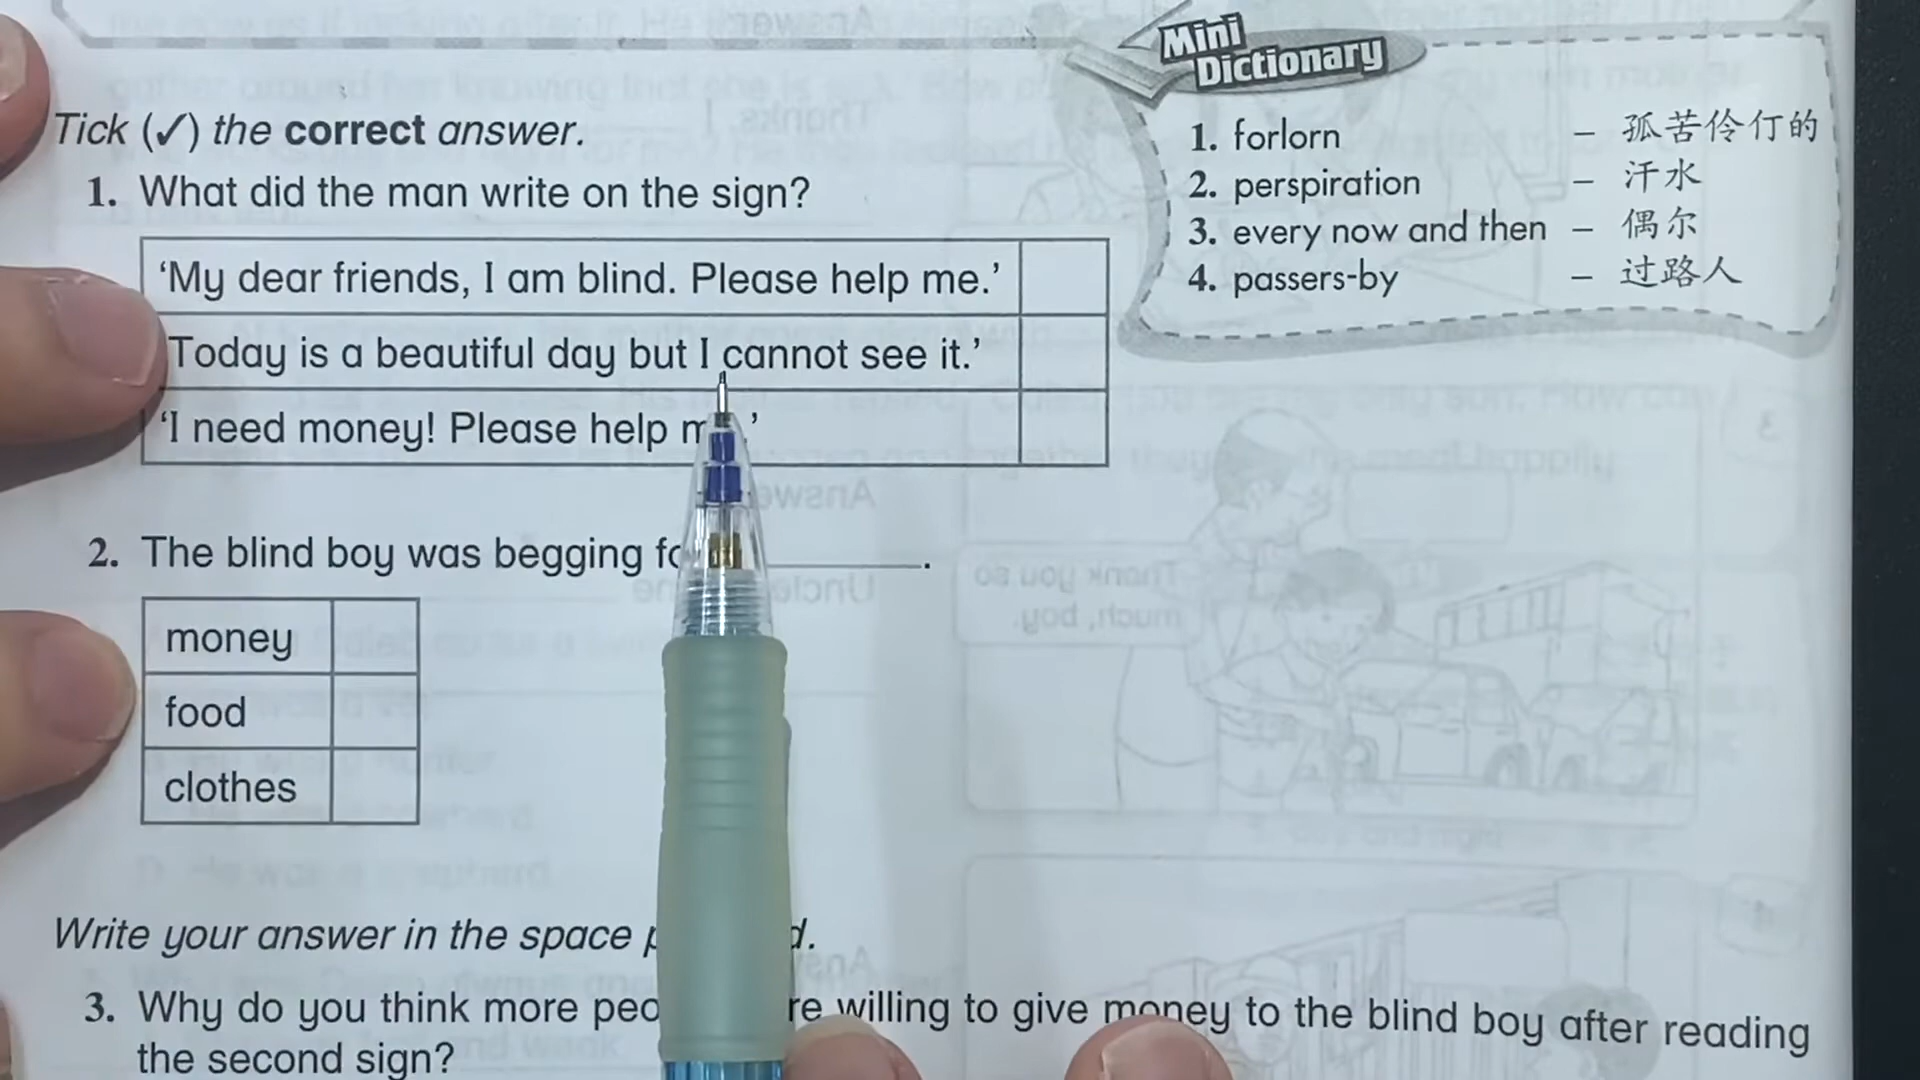 Mini
Dictionary
1. forlorn – 孤苦伶仃的
2. perspiration – 汗水
3. every now and then – 偶尔
4. passers-by – 过路人
Tick (✓) the correct answer.
1. What did the man write on the sign?
‘My dear friends, I am blind. Please help me.’
Today is a beautiful day but I cannot see it.’
‘I need money! Please help
2. The blind boy was begging ________.
money
food
clothes
Write your answer in the space
3. Why do you think more willing to give money to the blind boy after reading
the second sign?